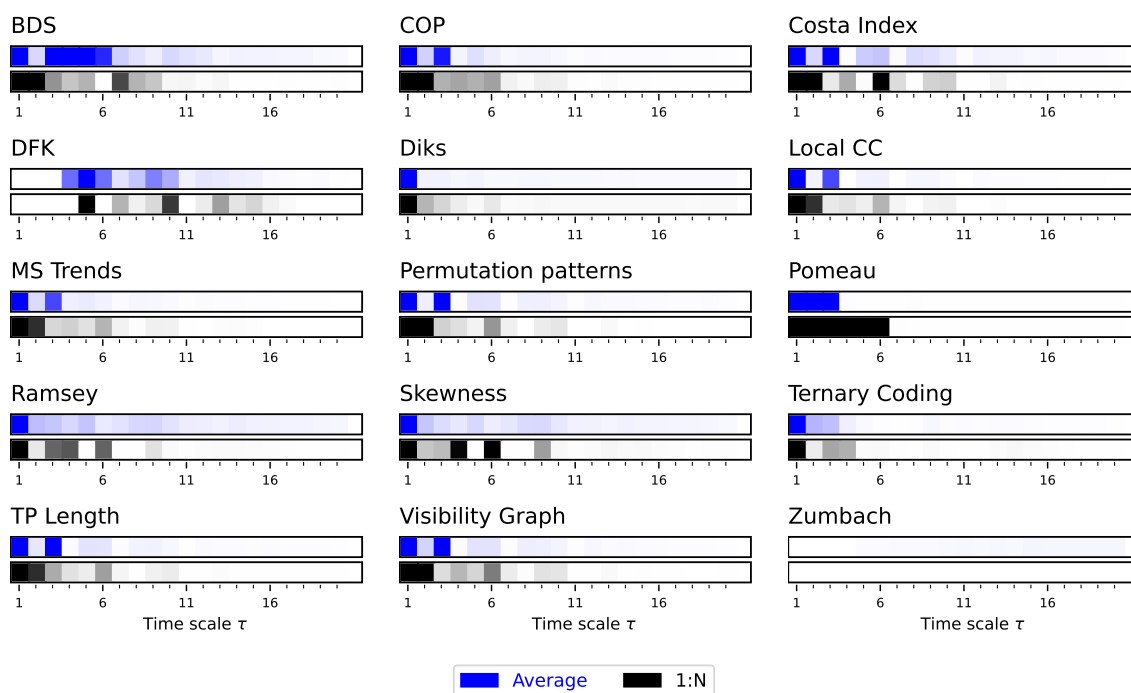 BDS COP Costa Index
1 6 11 16 1 6 11 16 1 6 11 16
DFK Diks Local CC
1 6 11 16 1 6 11 16 1 6 11 16
MS Trends Permutation patterns Pomeau
1 6 11 16 1 6 11 16 1 6 11 16
Ramsey Skewness Ternary Coding
1 6 11 16 1 6 11 16 1 6 11 16
TP Length Visibility Graph Zumbach
1 6 11 16 1 6 11 16 1 6 11 16
Time scale τ Time scale τ Time scale τ
Average 1:N